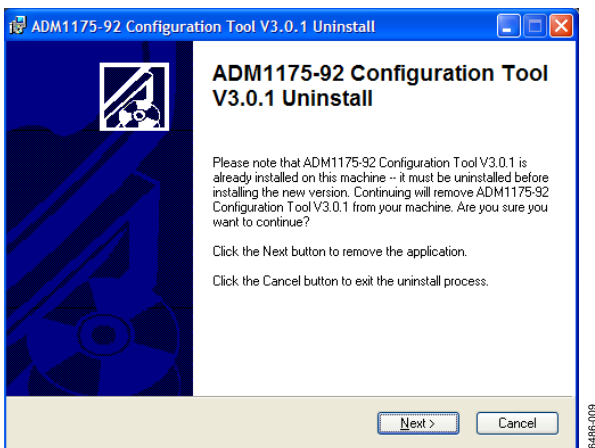 ADM1175-92 Configuration Tool V3.0.1 Uninstall
ADM1175-92 Configuration Tool
V3.0.1 Uninstall
Please note that ADM1175-92 Configuration Tool V3.0.1 is
already installed on this machine -- it must be uninstalled before
installing the new version. Continuing will remove ADM1175-92
Configuration Tool V3.0.1 from your machine. Are you sure you
want to continue?
Click the Next button to remove the application.
Click the Cancel button to exit the uninstall process.
Next >
Cancel